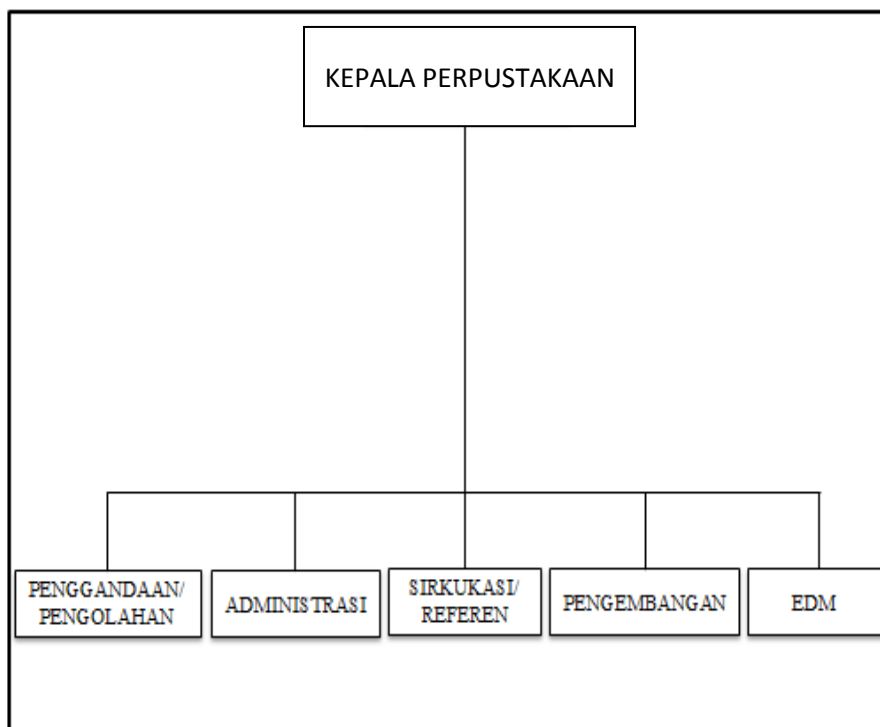 KEPALA PERPUSTAKAAN
PENGGANDAAN/
PENGOLAHAN
ADMINISTRASI
SIRKUKASI/
REFEREN
PENGEMBANGAN
EDM